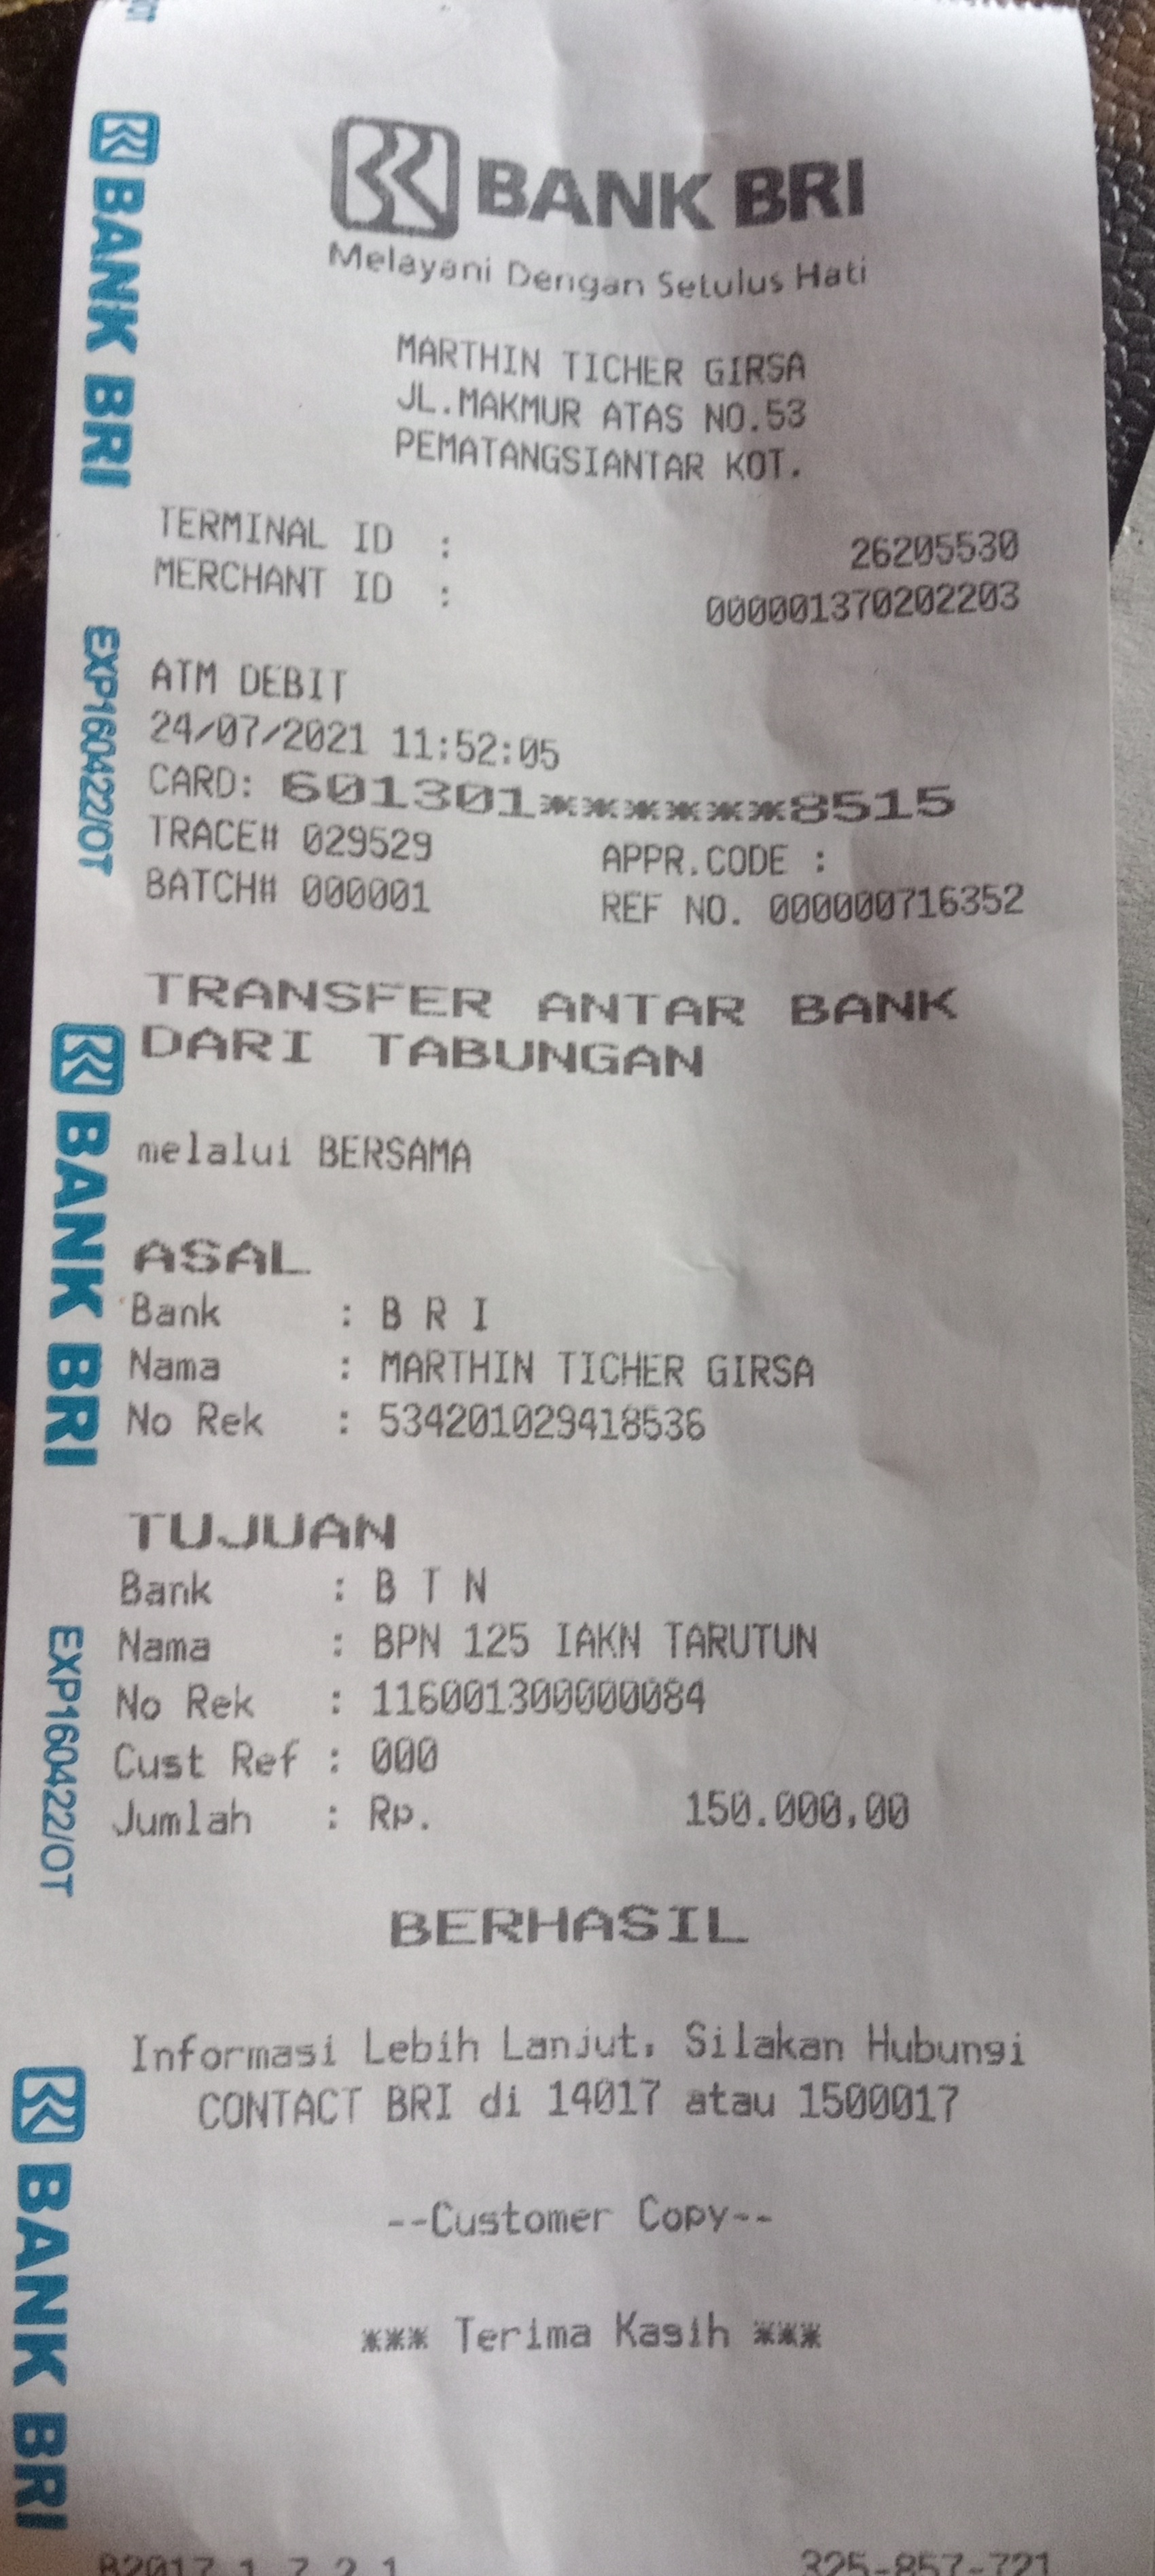 BANK BRI
Melayani Dengan Setulus Hati
MARTHIN TICHER GIRSA
JL.MAKMUR ATAS NO.53
PEMATANGSIANTAR KOT.
TERMINAL ID : 26205530
MERCHANT ID : 000001370202203
ATM DEBIT
24/07/2021 11:52:05
CARD: 601301******8515
TRACE# 029529 APPR.CODE :
BATCH# 000001 REF NO. 000000716352
TRANSFER ANTAR BANK
DARI TABUNGAN
melalui BERSAMA
ASAL
Bank : B R I
Nama : MARTHIN TICHER GIRSA
No Rek : 534201029418536
TUJUAN
Bank : B T N
Nama : BPN 125 IAKN TARUTUN
No Rek : 116001300000084
Cust Ref : 000
Jumlah : Rp. 150.000,00
BERHASIL
Informasi Lebih Lanjut, Silakan Hubungi
CONTACT BRI di 14017 atau 1500017
--Customer Copy--
*** Terima Kasih ***
325-857-721
BANK BRI
EXP160422/OT
BANK BRI
EXP160422/OT
BANK BRI